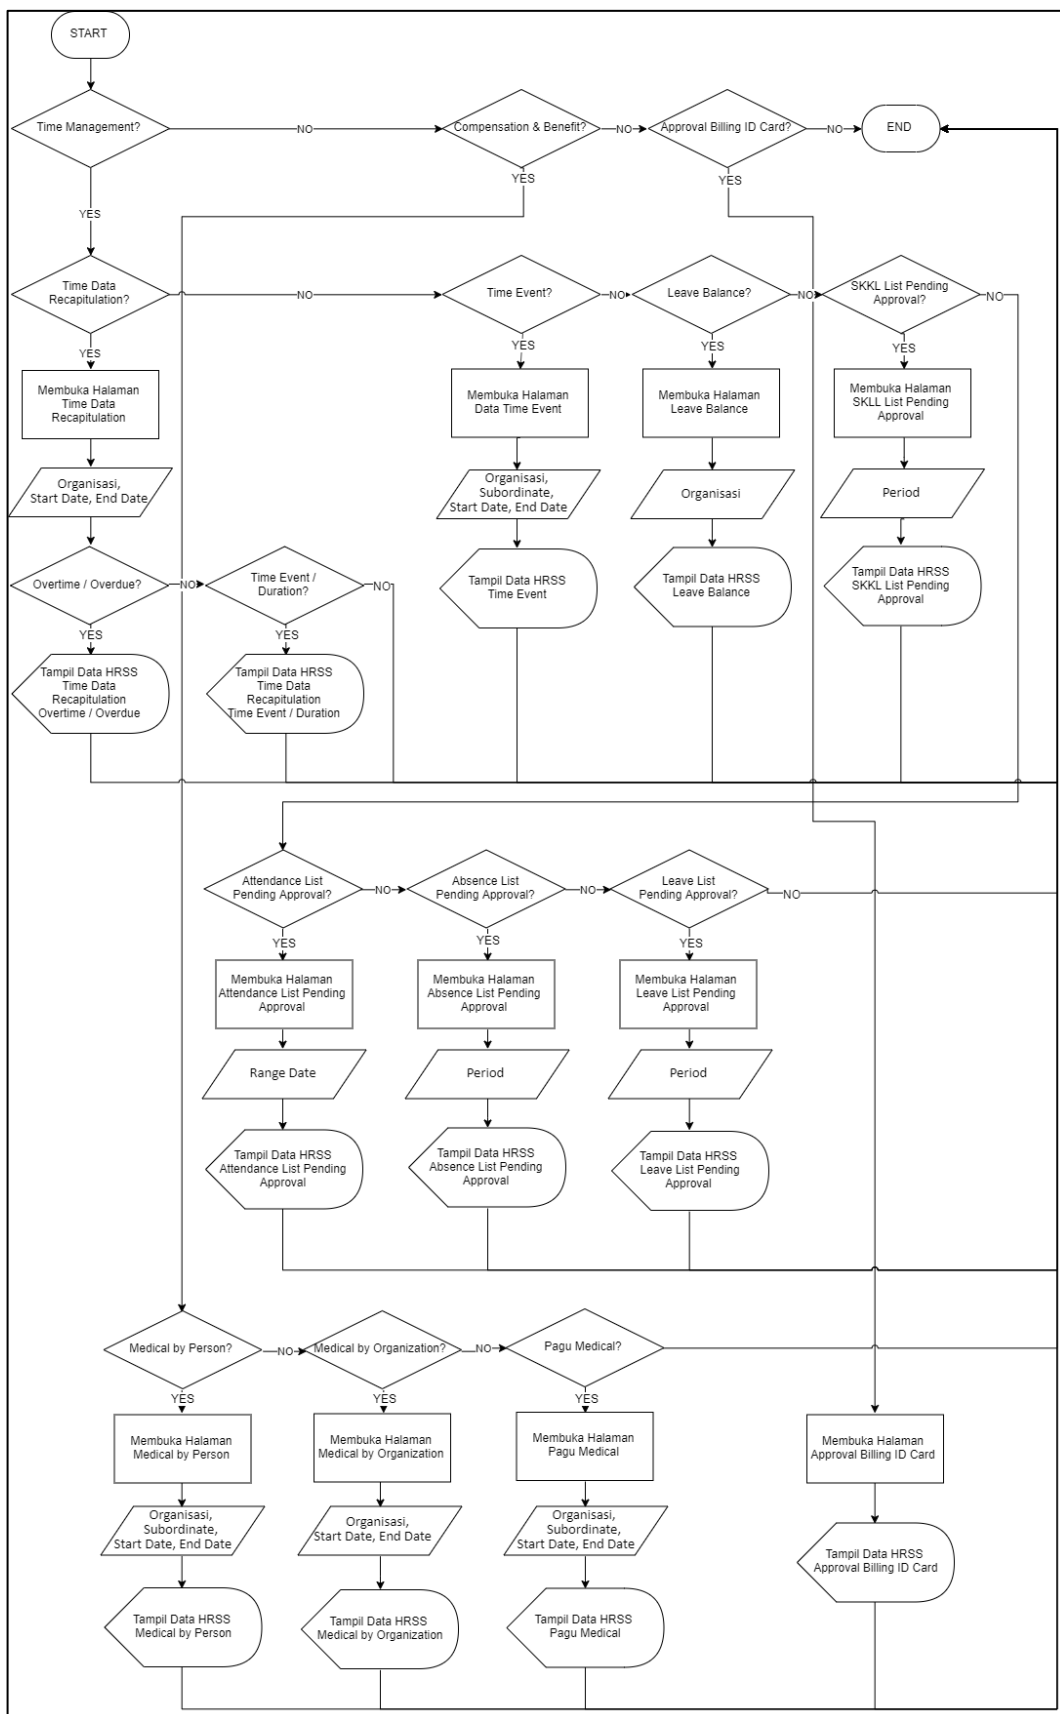 START
Time Management?
NO
Compensation & Benefit?
NO
Approval Billing ID Card?
NO
END
YES
YES
YES
Time Data
Recapitulation?
NO
Time Event?
NO
Leave Balance?
NO
SKKL List Pending
Approval?
NO
YES
YES
YES
YES
Membuka Halaman
Time Data
Recapitulation
Membuka Halaman
Data Time Event
Membuka Halaman
Leave Balance
Membuka Halaman
SKLL List Pending
Approval
Organisasi,
Start Date, End Date
Organisasi,
Subordinate,
Start Date, End Date
Organisasi
Period
Overtime / Overdue?
NO
Time Event /
Duration?
NO
Tampil Data HRSS
Time Event
Tampil Data HRSS
Leave Balance
Tampil Data HRSS
SKKL List Pending
Approval
YES
YES
Tampil Data HRSS
Time Data
Recapitulation
Overtime / Overdue
Tampil Data HRSS
Time Data
Recapitulation
Time Event / Duration
Attendance List
Pending Approval?
NO
Absence List
Pending Approval?
NO
Leave List
Pending Approval?
NO
YES
YES
YES
Membuka Halaman
Attendance List Pending
Approval
Membuka Halaman
Absence List Pending
Approval
Membuka Halaman
Leave List Pending
Approval
Range Date
Period
Period
Tampil Data HRSS
Attendance List Pending
Approval
Tampil Data HRSS
Absence List Pending
Approval
Tampil Data HRSS
Leave List Pending
Approval
Medical by Person?
NO
Medical by Organization?
NO
Pagu Medical?
YES
YES
YES
Membuka Halaman
Medical by Person
Membuka Halaman
Medical by Organization
Membuka Halaman
Pagu Medical
Membuka Halaman
Approval Billing ID Card
Organisasi,
Subordinate,
Start Date, End Date
Organisasi,
Start Date, End Date
Organisasi,
Subordinate,
Start Date, End Date
Tampil Data HRSS
Approval Billing ID Card
Tampil Data HRSS
Medical by Person
Tampil Data HRSS
Medical by Organization
Tampil Data HRSS
Pagu Medical